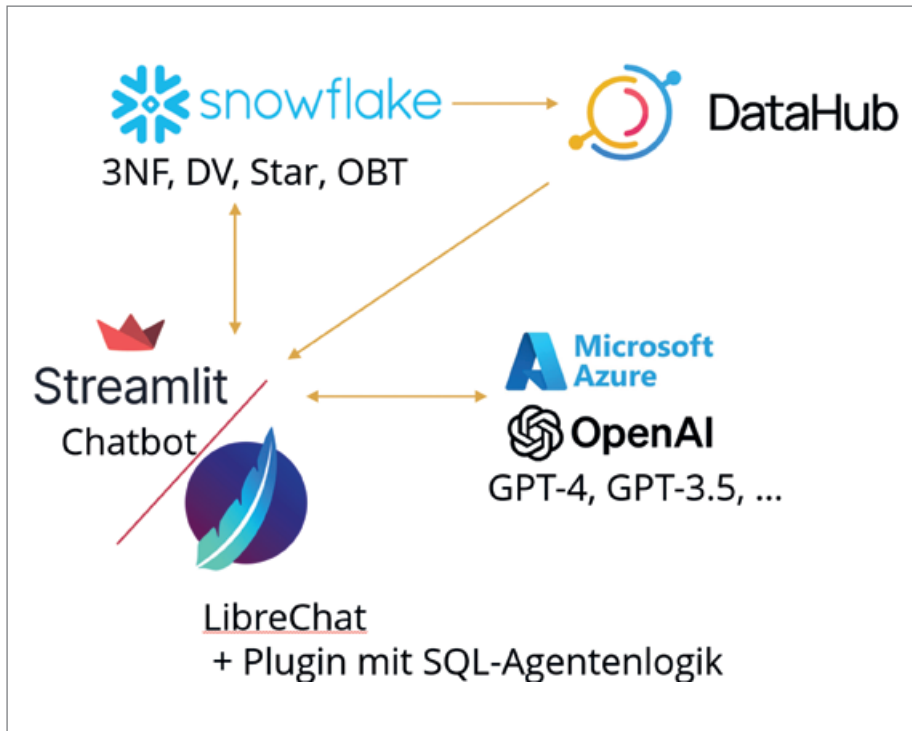 snowflake
DataHub
3NF, DV, Star, OBT
Streamlit
Chatbot
Microsoft
Azure
OpenAI
GPT-4, GPT-3.5, ...
LibreChat
+ Plugin mit SQL-Agentenlogik